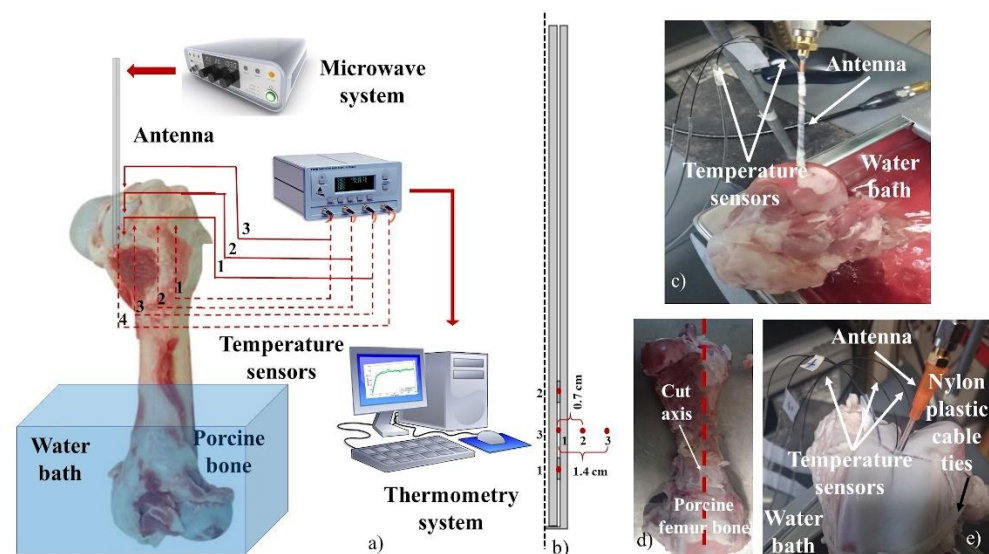 Microwave
system
Antenna
3
2
1
1
2
3
4
Temperature
sensors
Water
bath
Porcine
bone
Thermometry
system
a)
b)
2
0.7 cm
3
1
2
3
1
1.4 cm
Antenna
Temperature
sensors
Water
bath
c)
Cut
axis
Porcine
femur bone
d)
Antenna
Nylon
plastic
cable
ties
Temperature
sensors
Water
bath
e)